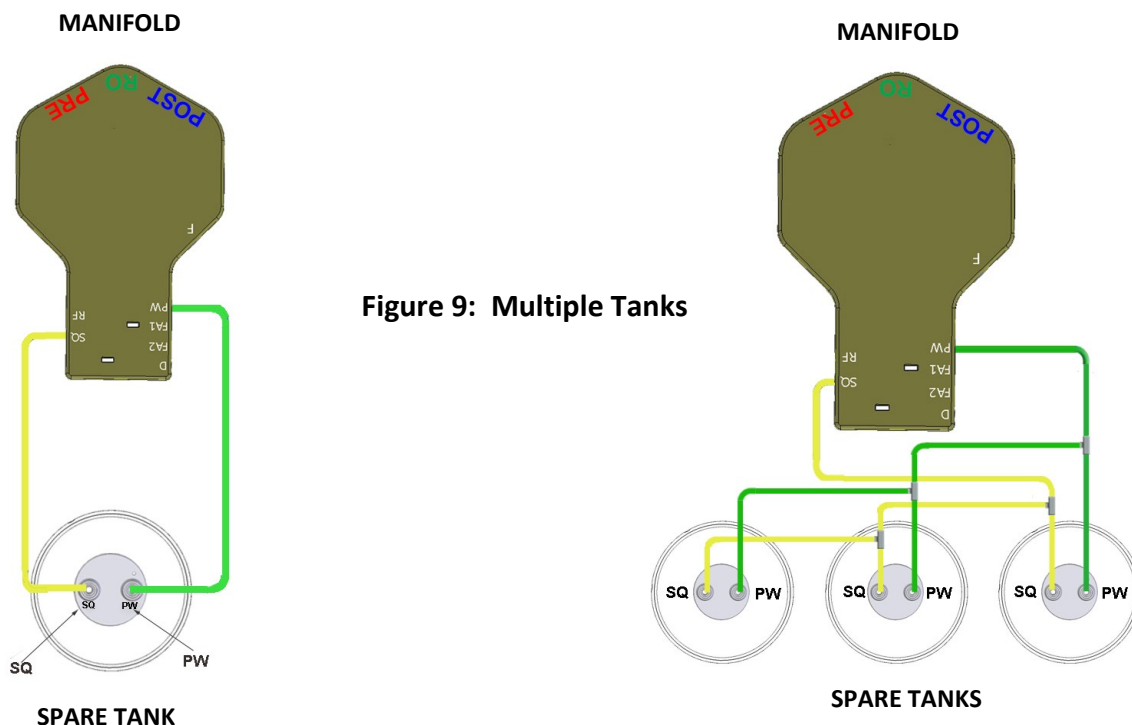 MANIFOLD
PRE
RO
POST
F
RF
SQ
PW
FA1
FA2
D
SQ
PW
SQ
PW
SPARE TANK
Figure 9: Multiple Tanks
MANIFOLD
PRE
RO
POST
F
RF
SQ
PW
FA1
FA2
D
SQ
PW
SQ
PW
SQ
PW
SPARE TANKS